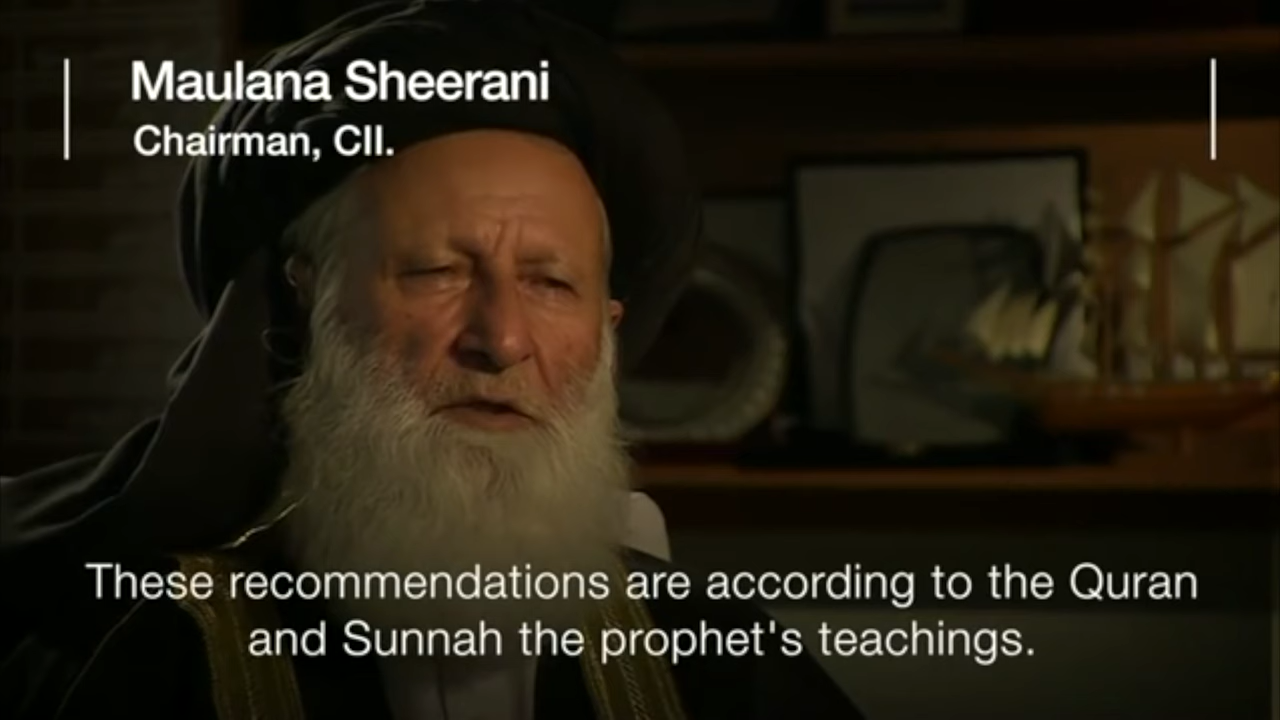 Maulana Sheerani
Chairman, CII.
These recommendations are according to the Quran
and Sunnah the prophet's teachings.